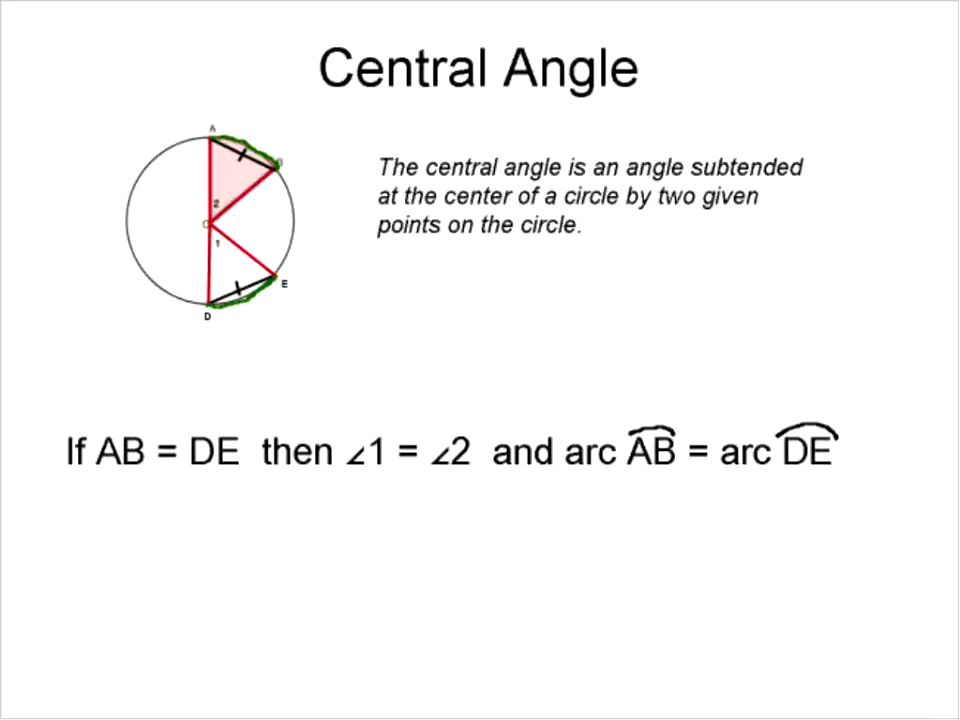 Central Angle
A
B
The central angle is an angle subtended
at the center of a circle by two given
points on the circle.
2
C
1
E
D
If AB = DE then ∠1 = ∠2 and arc AB = arc DE